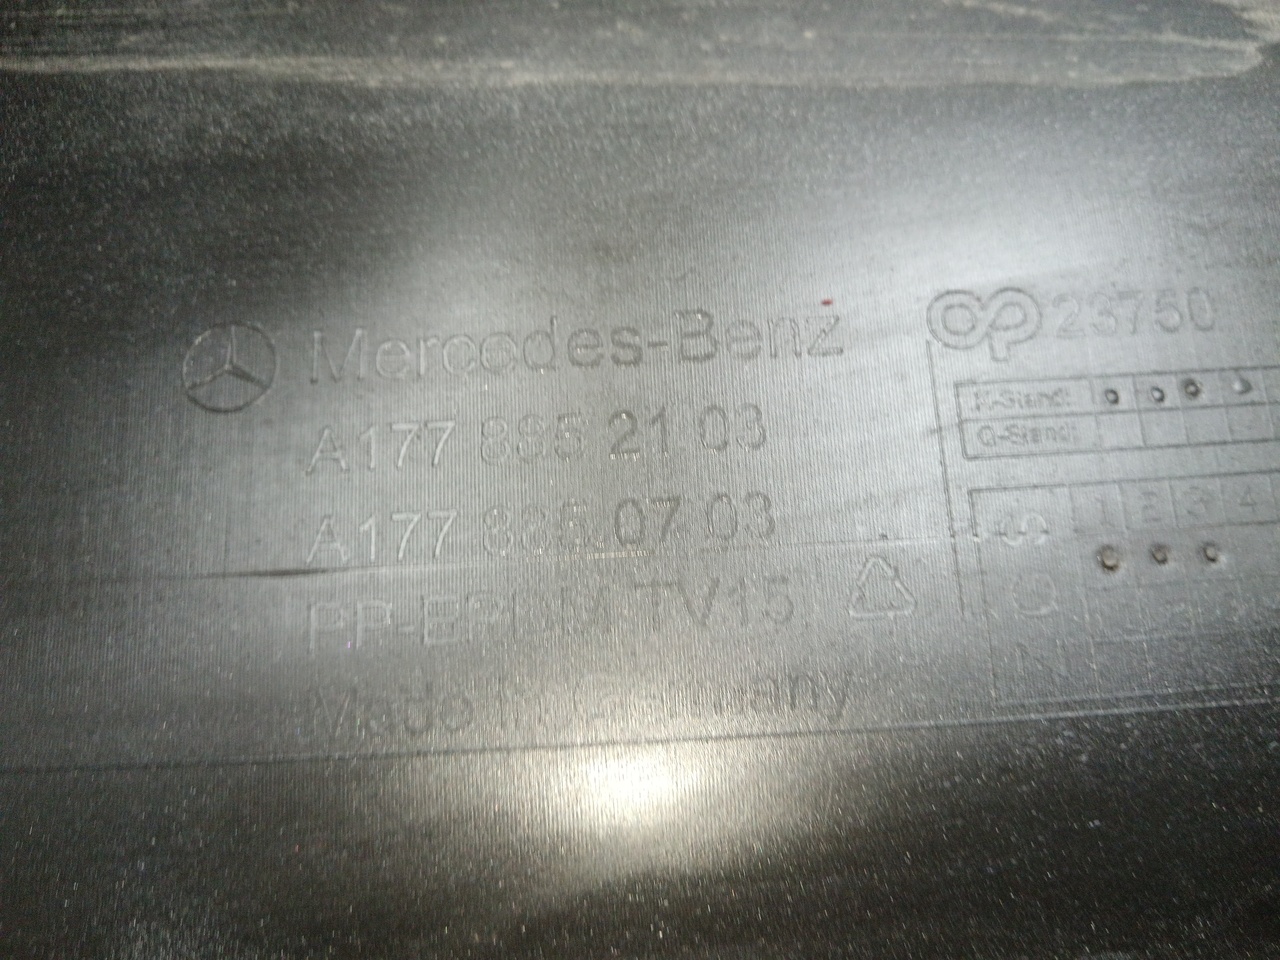 Mercedes-Benz
A177 885 21 03
A177 885 07 03
PP-EPDM TV15
Made in Germany
OP 23750
K-Stand:
Q-Stand:
S 1 2 3 4
O
N